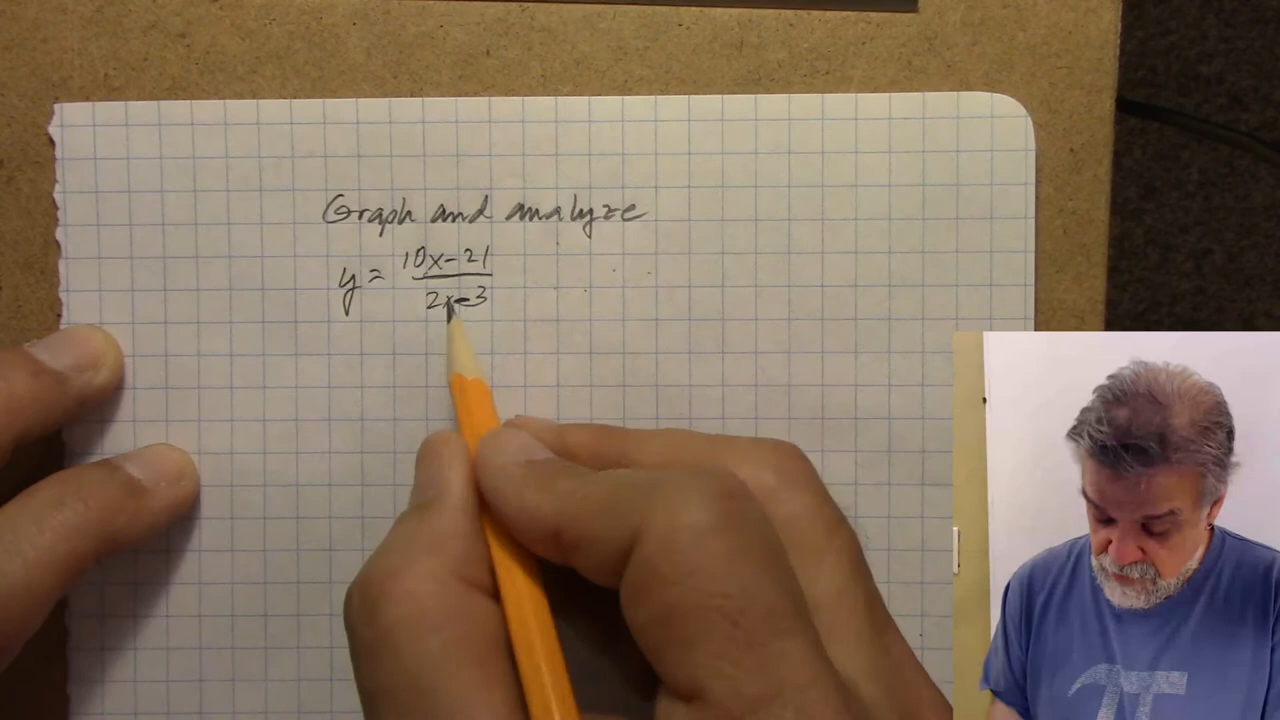 Graph and analyze
y = 10x-21
2x-3
π